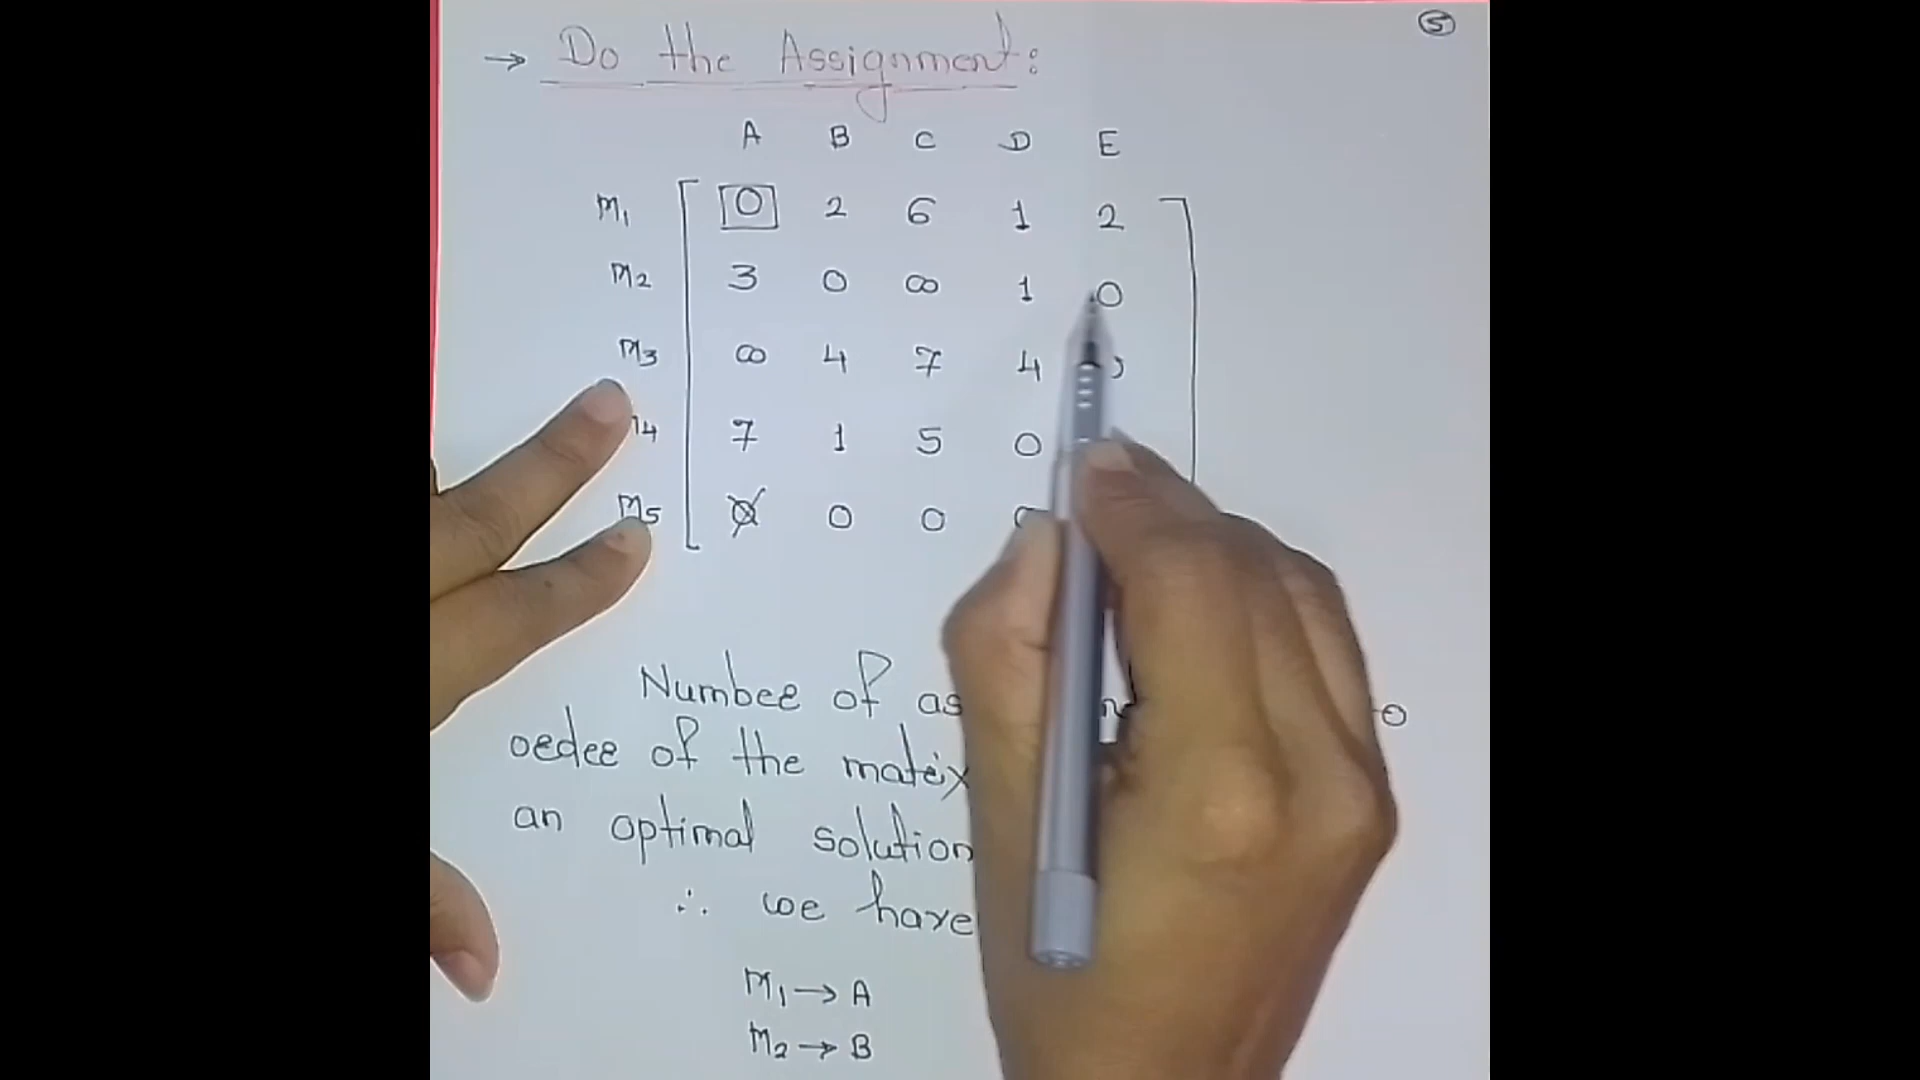 5
→ Do the Assignment:
A B C D E
M1 0 2 6 1 2
M2 3 0 ∞ 1 0
M3 ∞ 4 7 4
7 1 5 0
M5 0 0 0
Number of
order of the matrix
an optimal solution
∴ we have
M1 → A
M2 → B